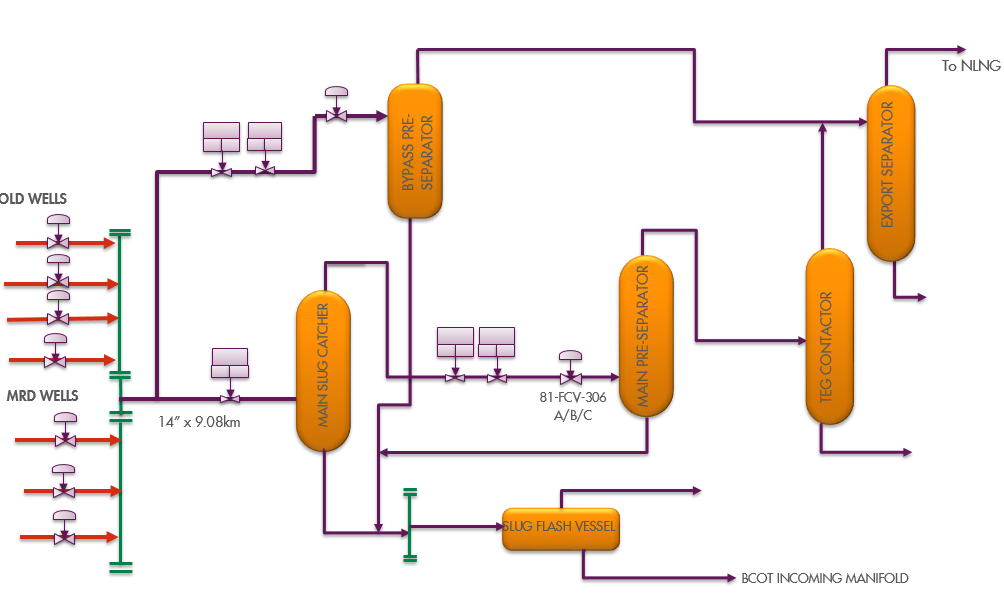 To NLNG
BYPASS PRE-
SEPARATOR
EXPORT SEPARATOR
OLD WELLS
MAIN SLUG CATCHER
MAIN PRE-SEPARATOR
TEG CONTACTOR
MRD WELLS
14” x 9.08km
81-FCV-306
A/B/C
SLUG FLASH VESSEL
BCOT INCOMING MANIFOLD